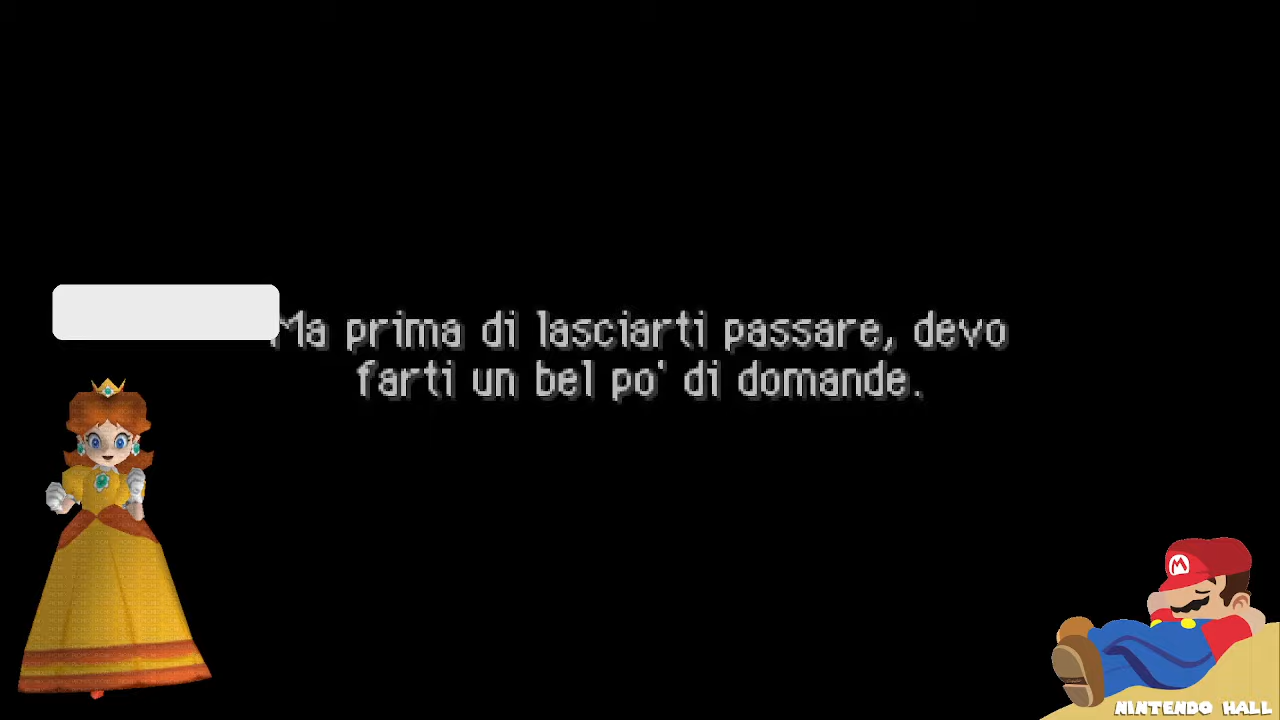 Ma prima di lasciarti passare, devo
farti un bel po' di domande.
NINTENDO HALL